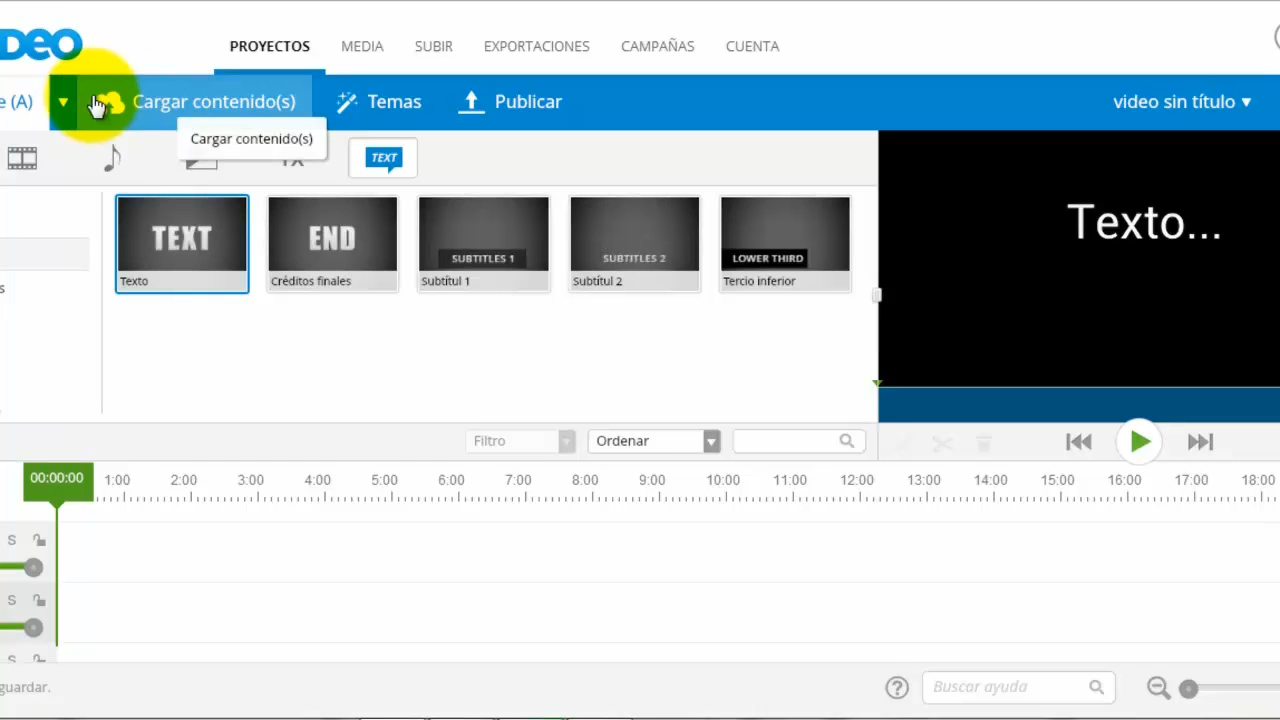 DEO
PROYECTOS MEDIA SUBIR EXPORTACIONES CAMPAÑAS CUENTA
e (A) Cargar contenido(s) Temas Publicar video sin título
Cargar contenido(s)
TEXT
TEXT END SUBTITLES 1 SUBTITLES 2 LOWER THIRD
Texto Créditos finales Subtítul 1 Subtítul 2 Tercio inferior
s
Texto...
Filtro Ordenar
00:00:00 1:00 2:00 3:00 4:00 5:00 6:00 7:00 8:00 9:00 10:00 11:00 12:00 13:00 14:00 15:00 16:00 17:00 18:00
S
S
S
guardar. Buscar ayuda